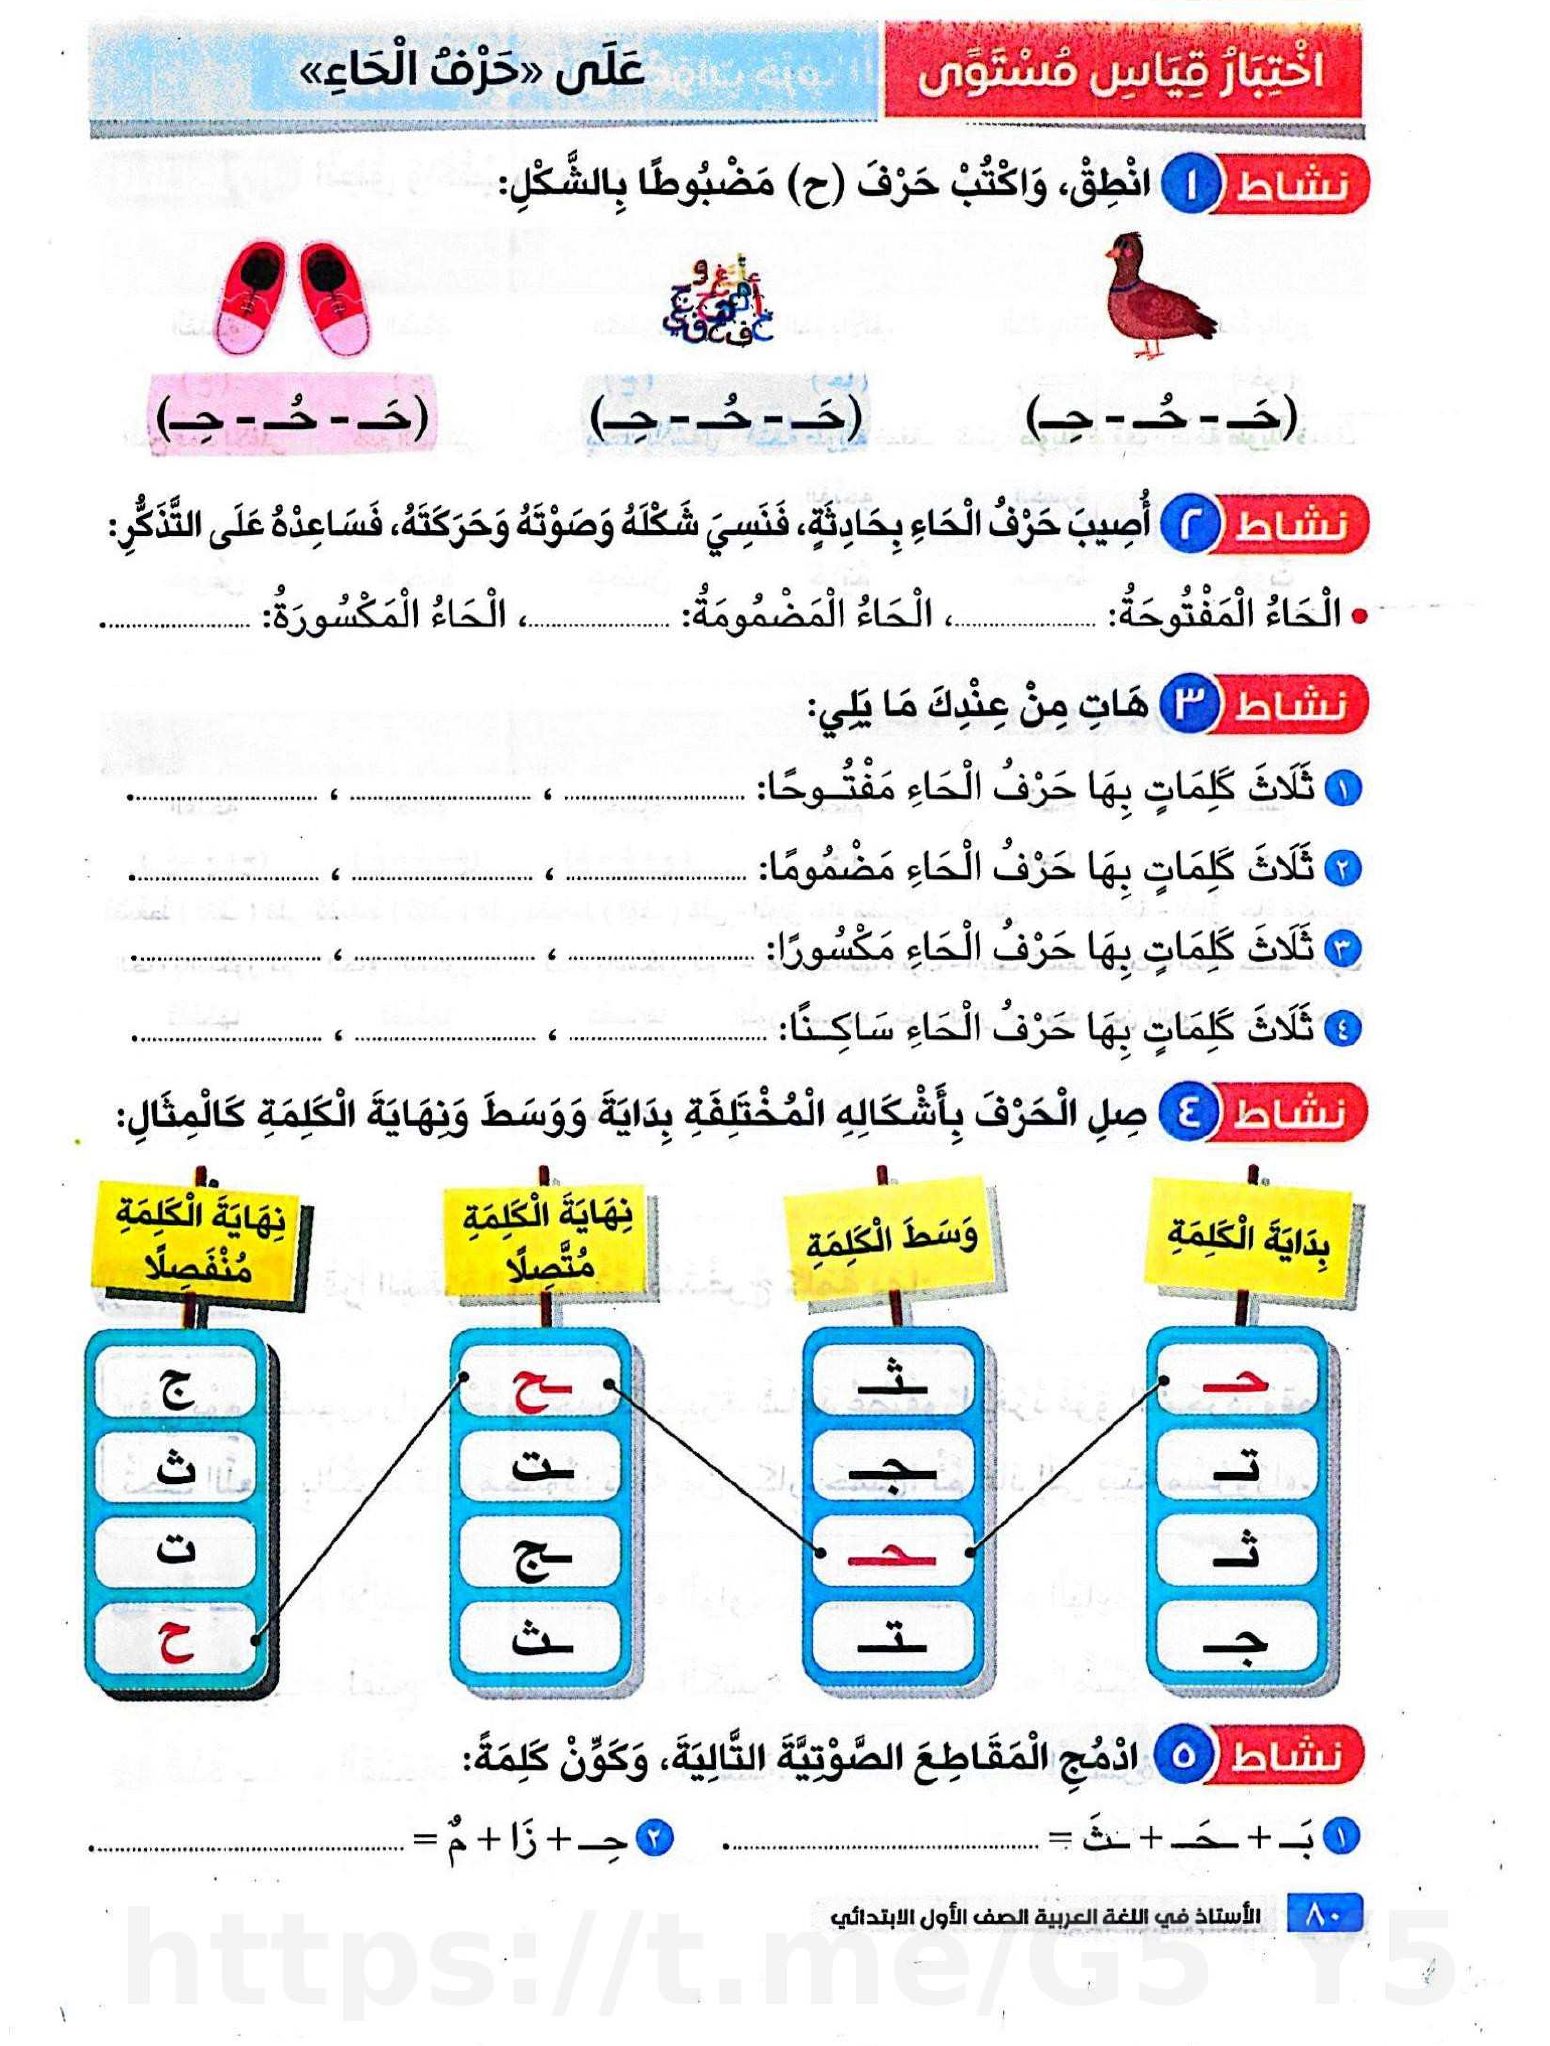 اخْتِبَارُ قِيَاسِ مُسْتَوًى
عَلَى «حَرْفُ الْحَاءِ»
نشاط ١ انْطِقْ، وَاكْتُبْ حَرْفَ (ح) مَضْبُوطًا بِالشَّكْلِ:
(حَـ - حُـ - حِـ) (حَـ - حُـ - حِـ) (حَـ - حُـ - حِـ)
نشاط ٢ أُصِيبَ حَرْفُ الْحَاءِ بِحَادِثَةٍ، فَنَسِيَ شَكْلَهُ وَصَوْتَهُ وَحَرَكَتَهُ، فَسَاعِدْهُ عَلَى التَّذَكُّرِ:
• الْحَاءُ الْمَفْتُوحَةُ: ......................، الْحَاءُ الْمَضْمُومَةُ: ......................، الْحَاءُ الْمَكْسُورَةُ: ......................
نشاط ٣ هَاتِ مِنْ عِنْدِكَ مَا يَلِي:
١ ثَلَاثَ كَلِمَاتٍ بِهَا حَرْفُ الْحَاءِ مَفْتُـوحًا: ...................... ، ...................... ، ......................
٢ ثَلَاثَ كَلِمَاتٍ بِهَا حَرْفُ الْحَاءِ مَضْمُومًا: ...................... ، ...................... ، ......................
٣ ثَلَاثَ كَلِمَاتٍ بِهَا حَرْفُ الْحَاءِ مَكْسُورًا: ...................... ، ...................... ، ......................
٤ ثَلَاثَ كَلِمَاتٍ بِهَا حَرْفُ الْحَاءِ سَاكِـنًا: ...................... ، ...................... ، ......................
نشاط ٤ صِلِ الْحَرْفَ بِأَشْكَالِهِ الْمُخْتَلِفَةِ بِدَايَةَ وَوَسَطَ وَنِهَايَةَ الْكَلِمَةِ كَالْمِثَالِ:
بِدَايَةَ الْكَلِمَةِ
وَسَطَ الْكَلِمَةِ
نِهَايَةَ الْكَلِمَةِ
مُتَّصِلًا
نِهَايَةَ الْكَلِمَةِ
مُنْفَصِلًا
حـ ـثـ ـح ج
تـ ـجـ ـت ث
ثـ ـحـ ـج ت
جـ ـتـ ـث ح
نشاط ٥ ادْمُجِ الْمَقَاطِعَ الصَّوْتِيَّةَ التَّالِيَةَ، وَكَوِّنْ كَلِمَةً:
١ بَـ + ـحَـ + ـثَ = ...................... ٢ حِـ + زَا + مٌ = ......................
٨٠ الأستاذ في اللغة العربية الصف الأول الابتدائي
https://t.me/G5_Y5